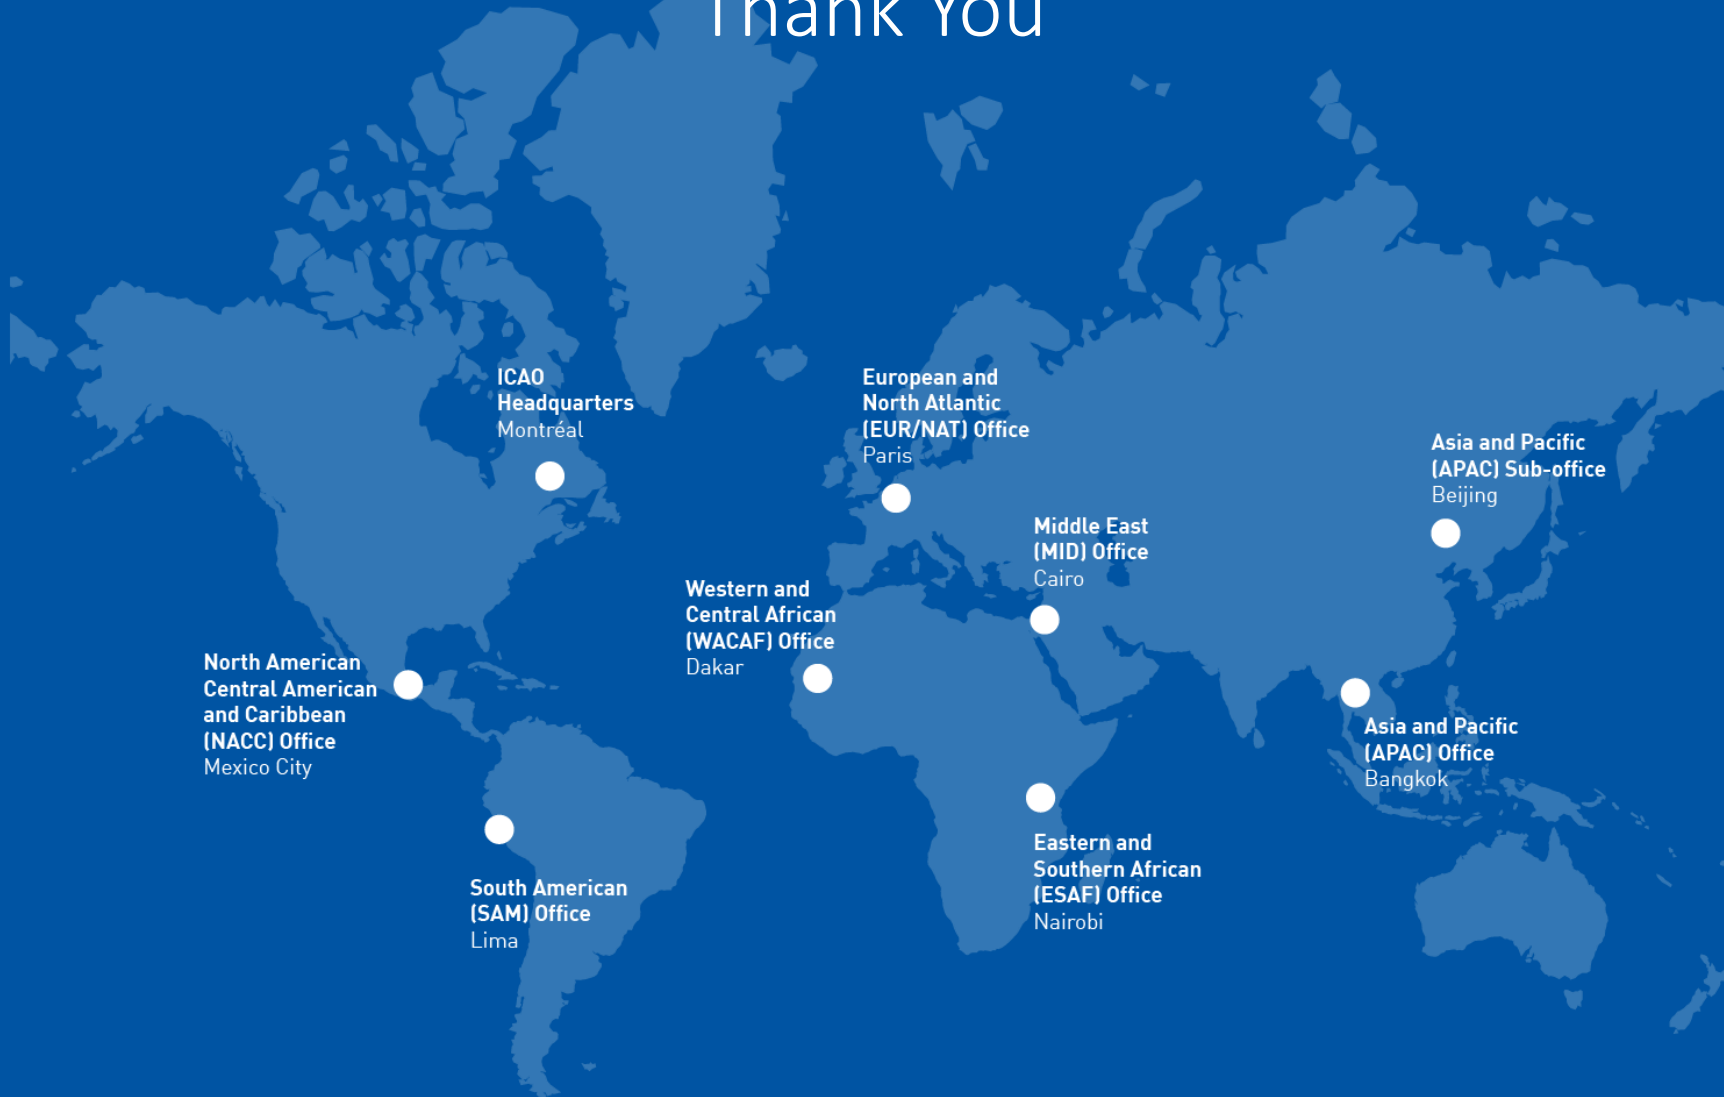 Thank You
ICAO
Headquarters
Montréal
European and
North Atlantic
(EUR/NAT) Office
Paris
Asia and Pacific
(APAC) Sub-office
Beijing
Middle East
(MID) Office
Cairo
Western and
Central African
(WACAF) Office
Dakar
North American
Central American
and Caribbean
(NACC) Office
Mexico City
Asia and Pacific
(APAC) Office
Bangkok
Eastern and
Southern African
(ESAF) Office
Nairobi
South American
(SAM) Office
Lima